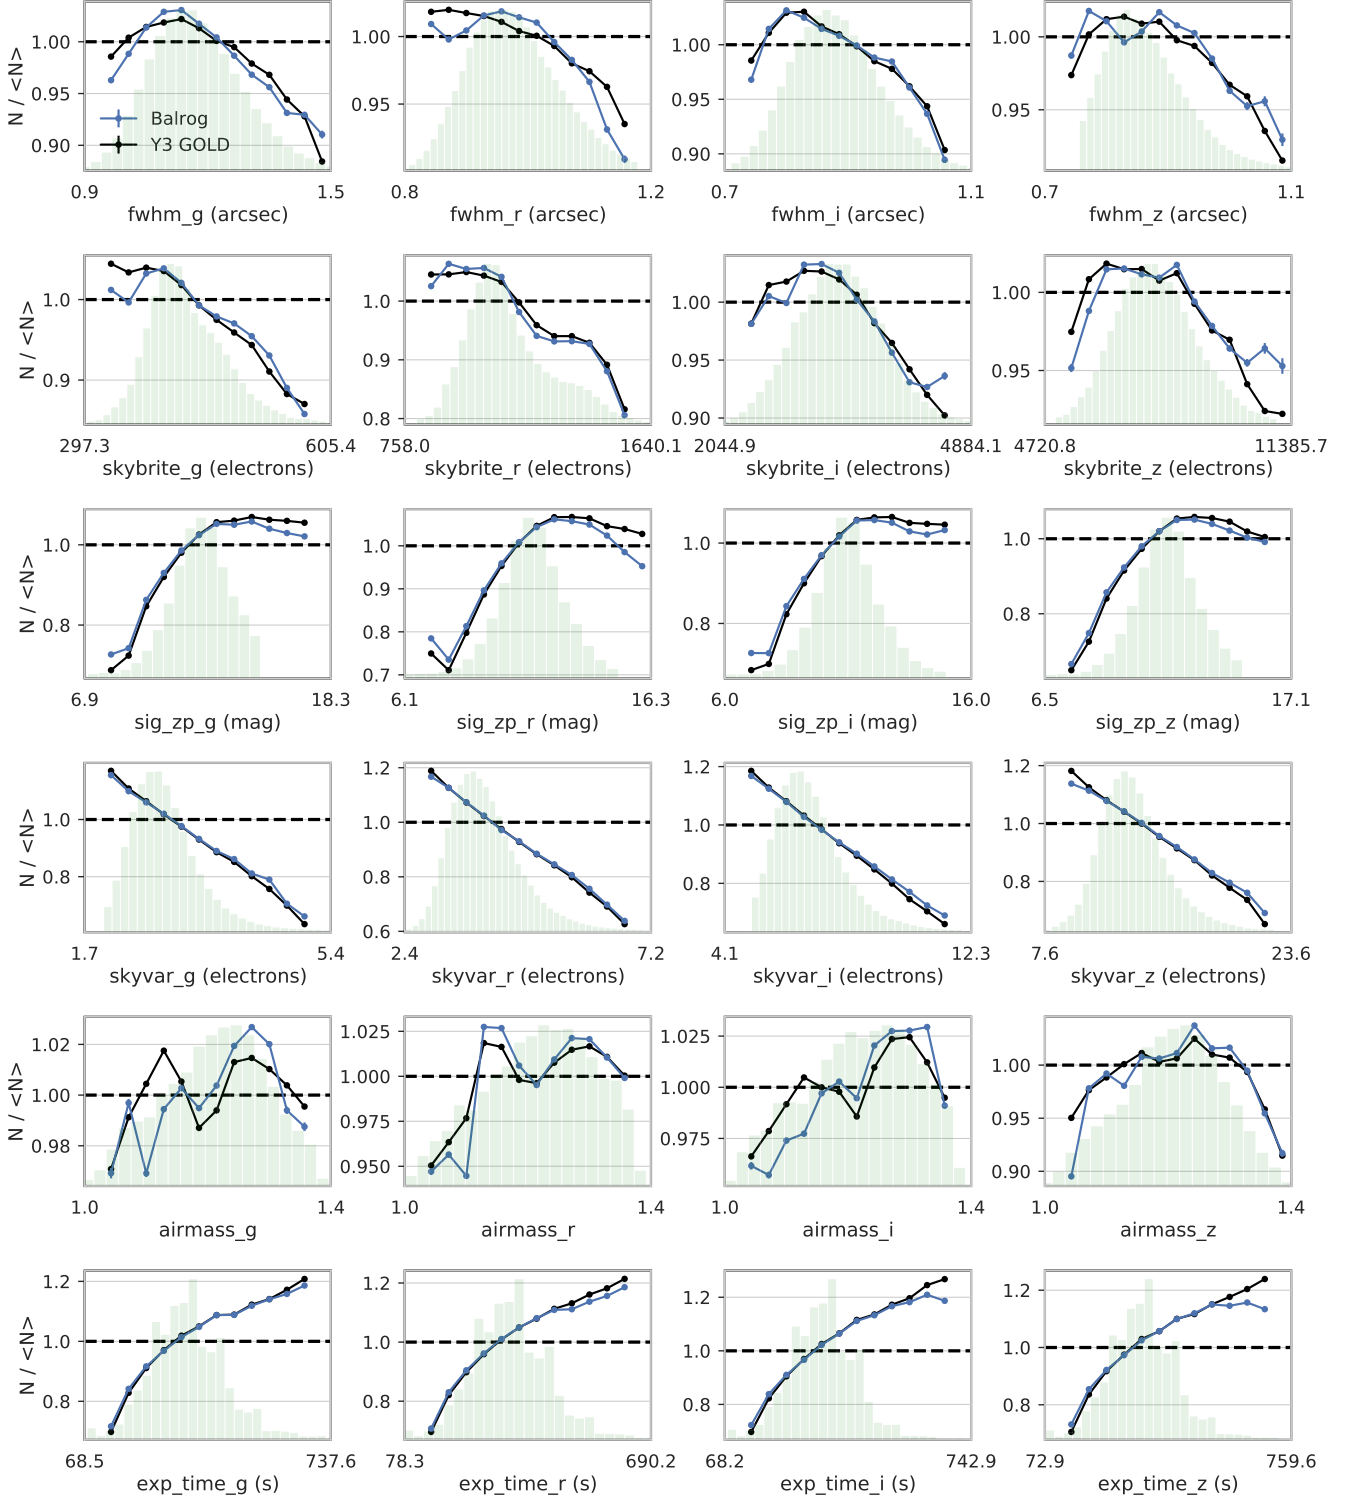 N / <N>
1.00
0.95
0.90
Balrog
Y3 GOLD
0.9 1.5
fwhm_g (arcsec)
1.00
0.95
0.8 1.2
fwhm_r (arcsec)
1.00
0.95
0.90
0.7 1.1
fwhm_i (arcsec)
1.00
0.95
0.7 1.1
fwhm_z (arcsec)
N / <N>
1.0
0.9
297.3 605.4
skybrite_g (electrons)
1.0
0.9
0.8
758.0 1640.1
skybrite_r (electrons)
1.00
0.95
0.90
2044.9 4884.1
skybrite_i (electrons)
1.00
0.95
4720.8 11385.7
skybrite_z (electrons)
N / <N>
1.0
0.8
6.9 18.3
sig_zp_g (mag)
1.0
0.9
0.8
0.7
6.1 16.3
sig_zp_r (mag)
1.0
0.8
6.0 16.0
sig_zp_i (mag)
1.0
0.8
6.5 17.1
sig_zp_z (mag)
N / <N>
1.0
0.8
1.7 5.4
skyvar_g (electrons)
1.2
1.0
0.8
0.6
2.4 7.2
skyvar_r (electrons)
1.2
1.0
0.8
4.1 12.3
skyvar_i (electrons)
1.2
1.0
0.8
7.6 23.6
skyvar_z (electrons)
N / <N>
1.02
1.00
0.98
1.0 1.4
airmass_g
1.025
1.000
0.975
0.950
1.0 1.4
airmass_r
1.025
1.000
0.975
1.0 1.4
airmass_i
1.00
0.95
0.90
1.0 1.4
airmass_z
N / <N>
1.2
1.0
0.8
68.5 737.6
exp_time_g (s)
1.2
1.0
0.8
78.3 690.2
exp_time_r (s)
1.2
1.0
0.8
68.2 742.9
exp_time_i (s)
1.2
1.0
0.8
72.9 759.6
exp_time_z (s)